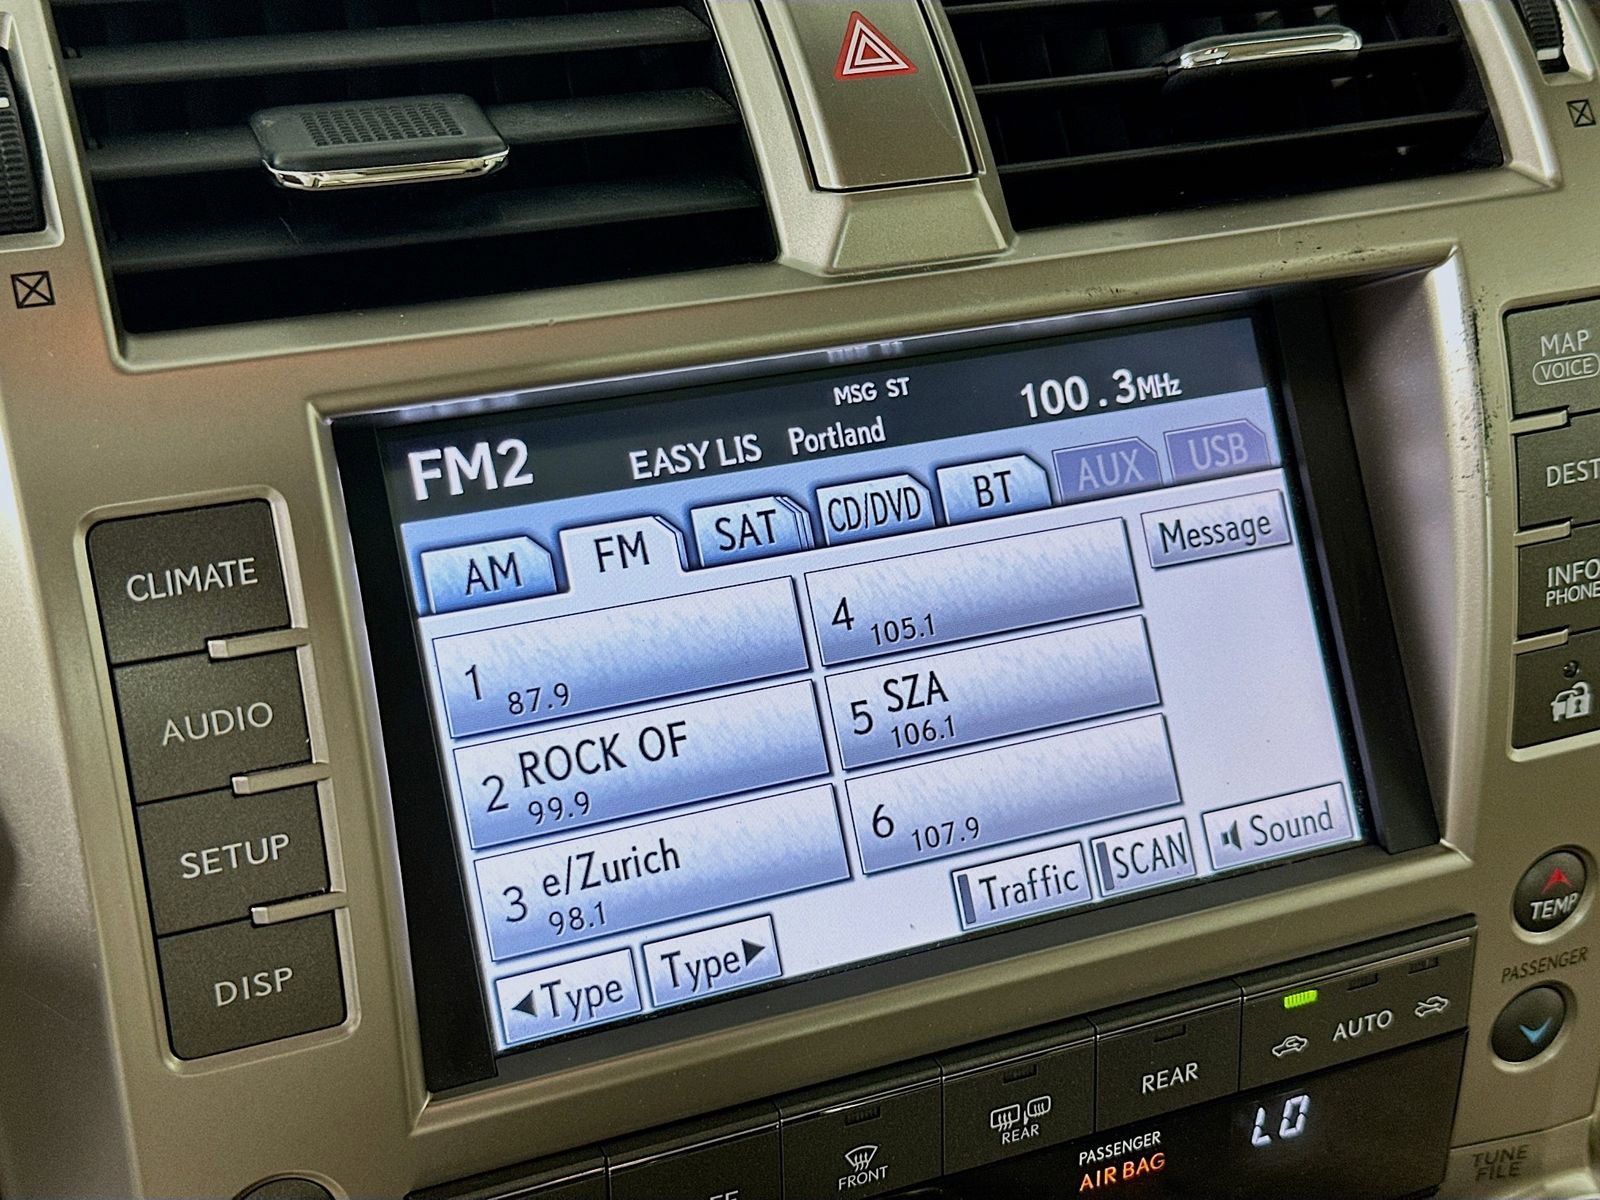 MSG ST
FM2 EASY LIS Portland 100.3MHz
AM FM SAT CD/DVD BT AUX USB
Message
1 87.9
4 105.1
2 ROCK OF 99.9
5 SZA 106.1
3 e/Zurich 98.1
6 107.9
◀Type Type▶ Traffic SCAN Sound
CLIMATE
AUDIO
SETUP
DISP
MAP
VOICE
DEST
INFO
PHONE
TEMP
PASSENGER
AUTO
REAR
REAR
FRONT
PASSENGER
AIR BAG
LO
TUNE
FILE